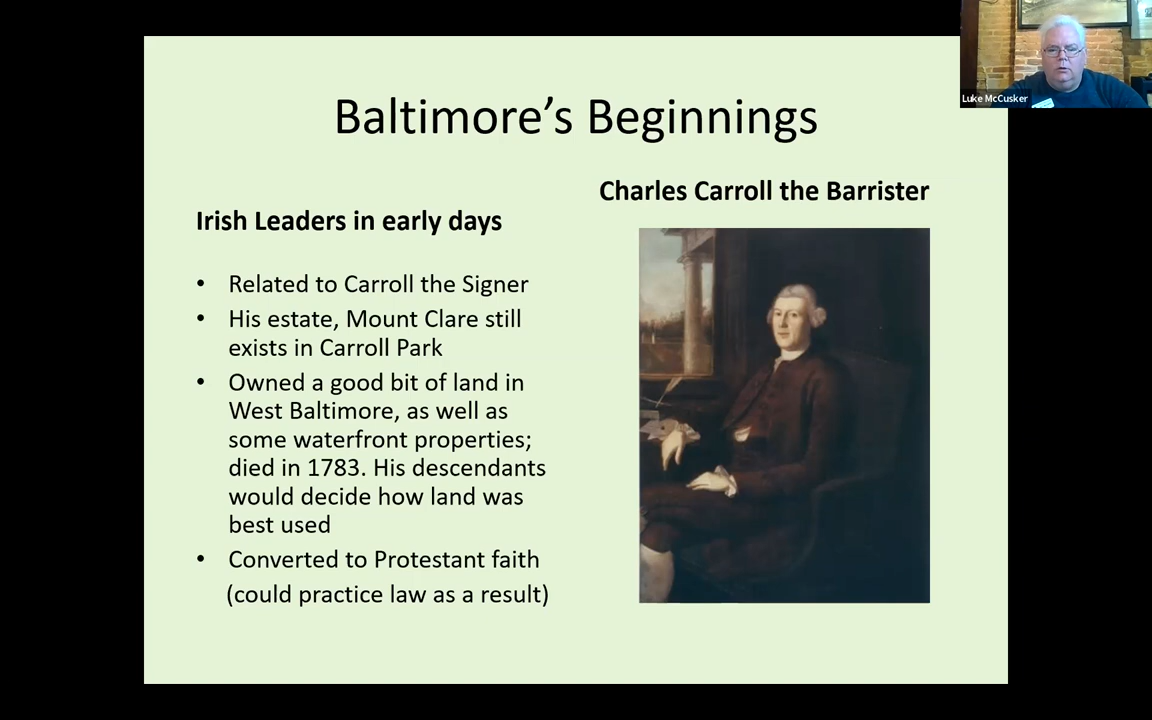 Baltimore's Beginnings
Luke McCusker
Charles Carroll the Barrister
Irish Leaders in early days
• Related to Carroll the Signer
• His estate, Mount Clare still
exists in Carroll Park
• Owned a good bit of land in
West Baltimore, as well as
some waterfront properties;
died in 1783. His descendants
would decide how land was
best used
• Converted to Protestant faith
(could practice law as a result)